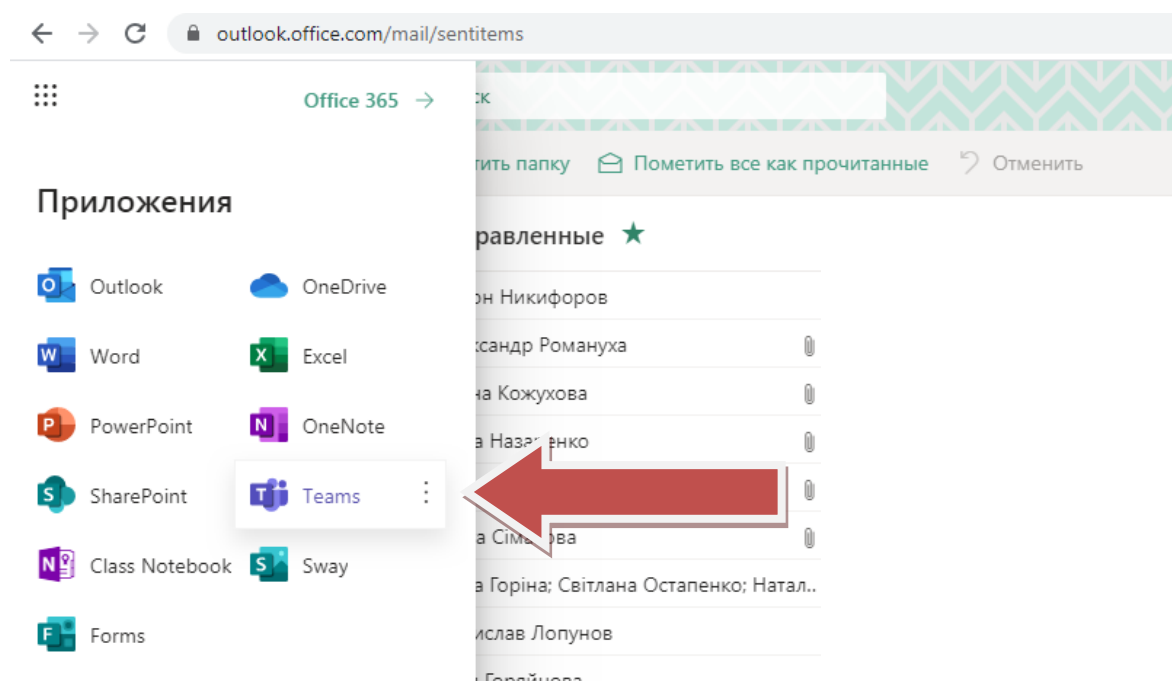 outlook.office.com/mail/sentitems
Office 365 →
ск
Приложения
тить папку Пометить все как прочитанные Отменить
равленные
Outlook OneDrive
он Никифоров
Word Excel
ксандр Романуха
на Кожухова
PowerPoint OneNote
SharePoint Teams
Class Notebook Sway
а Горіна; Світлана Остапенко; Натал..
Forms
ислав Лопунов